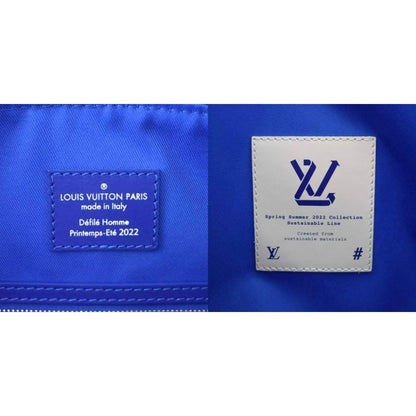 LOUIS VUITTON PARIS
made in Italy
Défilé Homme
Printemps-Eté 2022
LV
Spring Summer 2022 Collection
Sustainable Line
Created from
sustainable materials
LV #